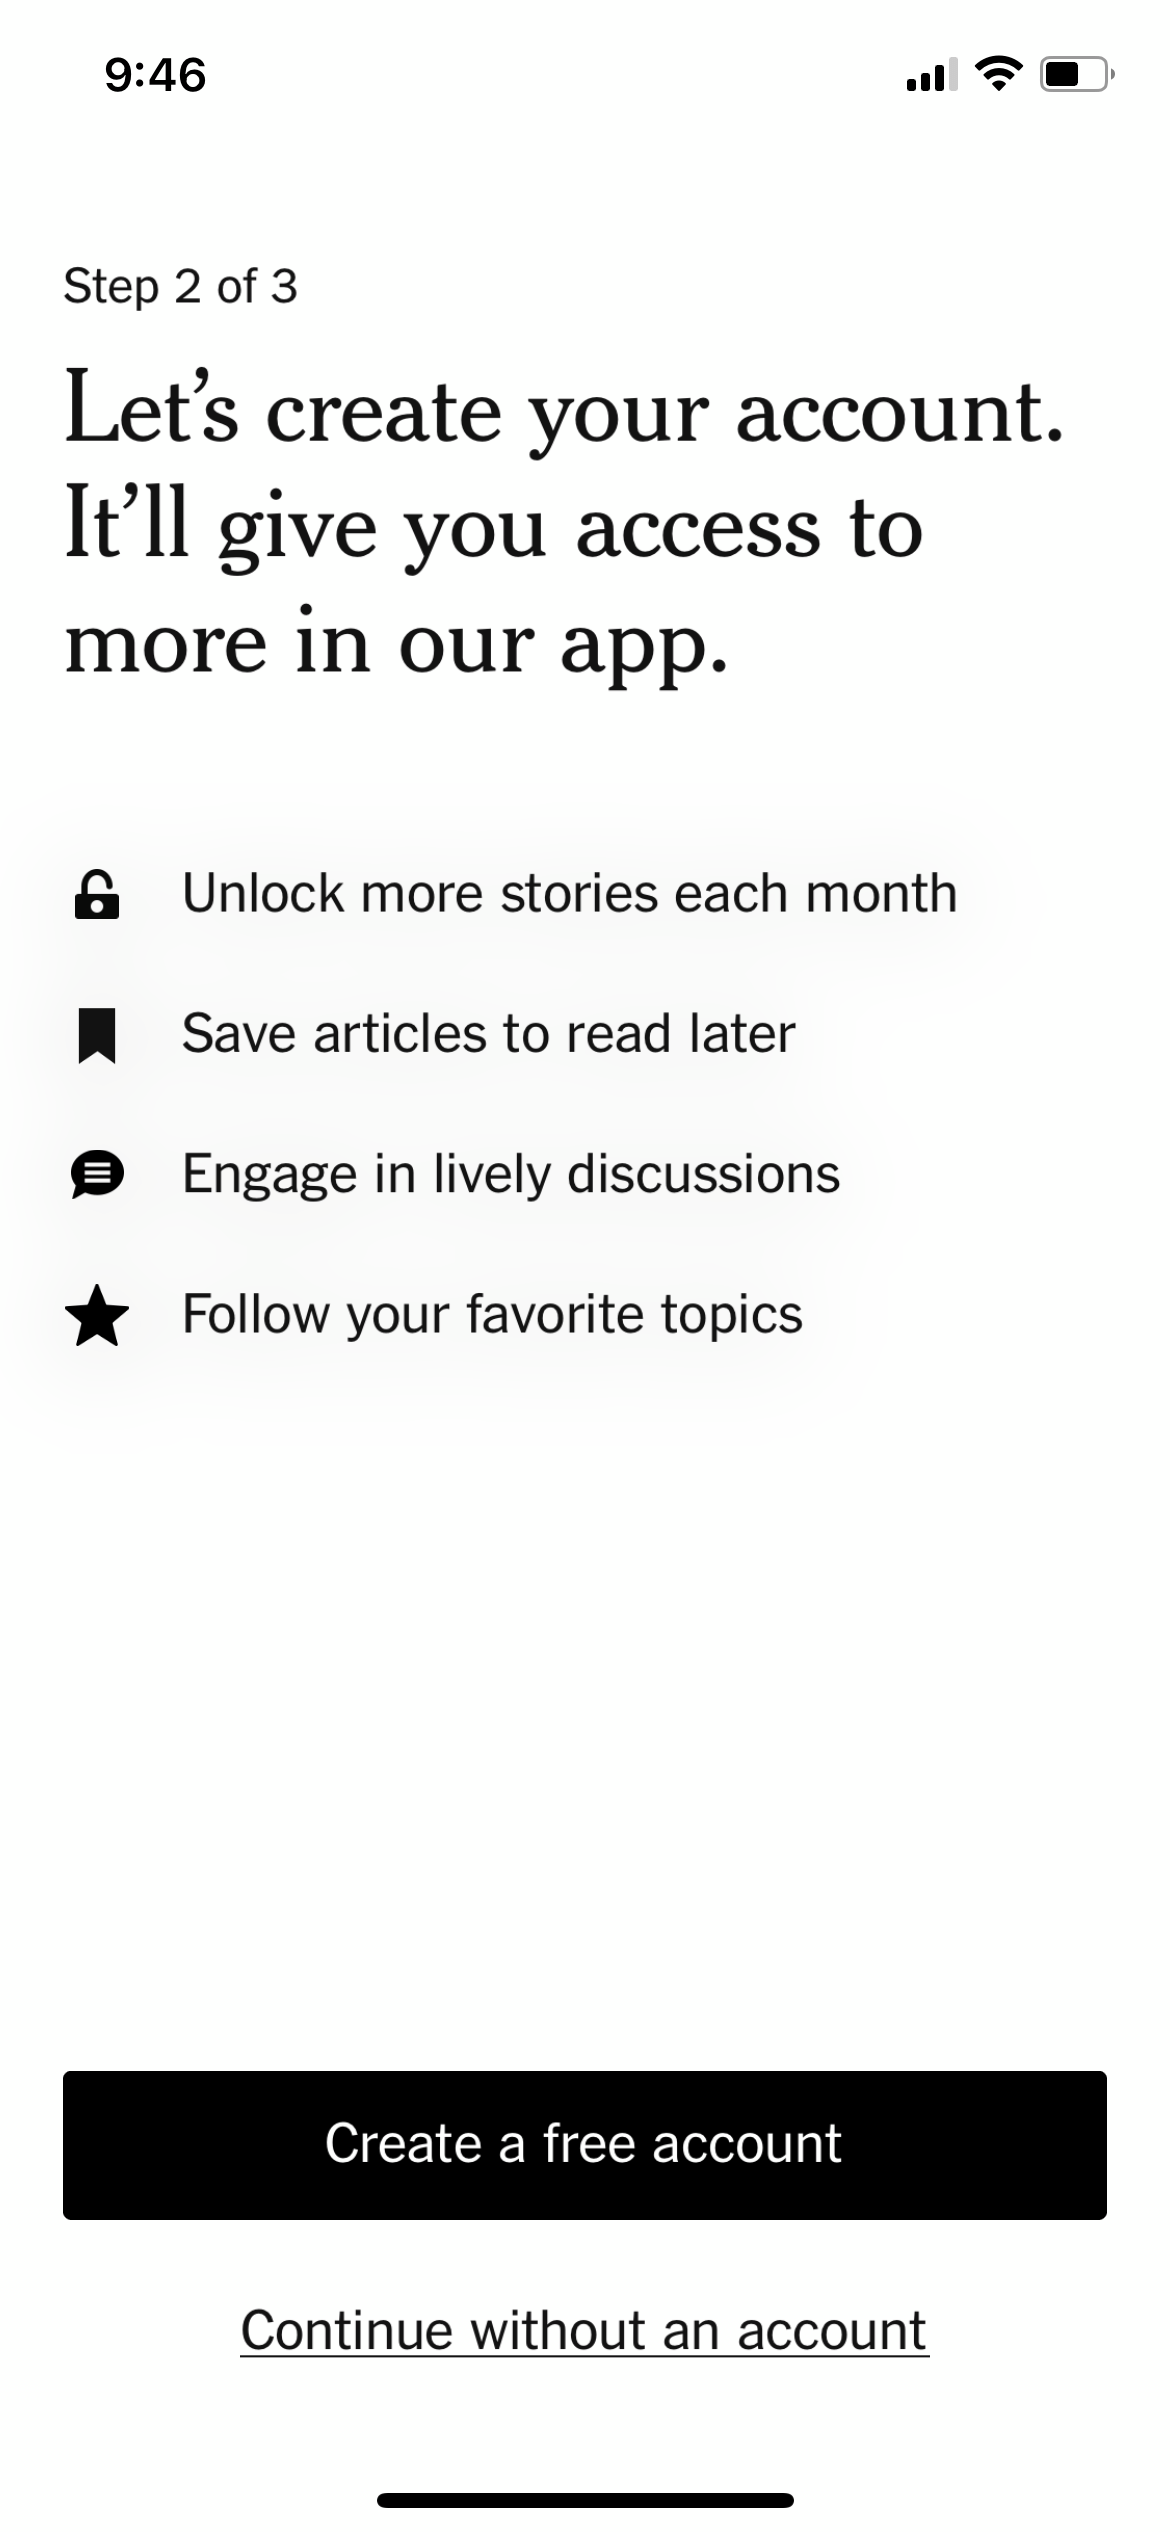 9:46
Step 2 of 3
Let’s create your account.
It’ll give you access to
more in our app.
Unlock more stories each month
Save articles to read later
Engage in lively discussions
Follow your favorite topics
Create a free account
Continue without an account